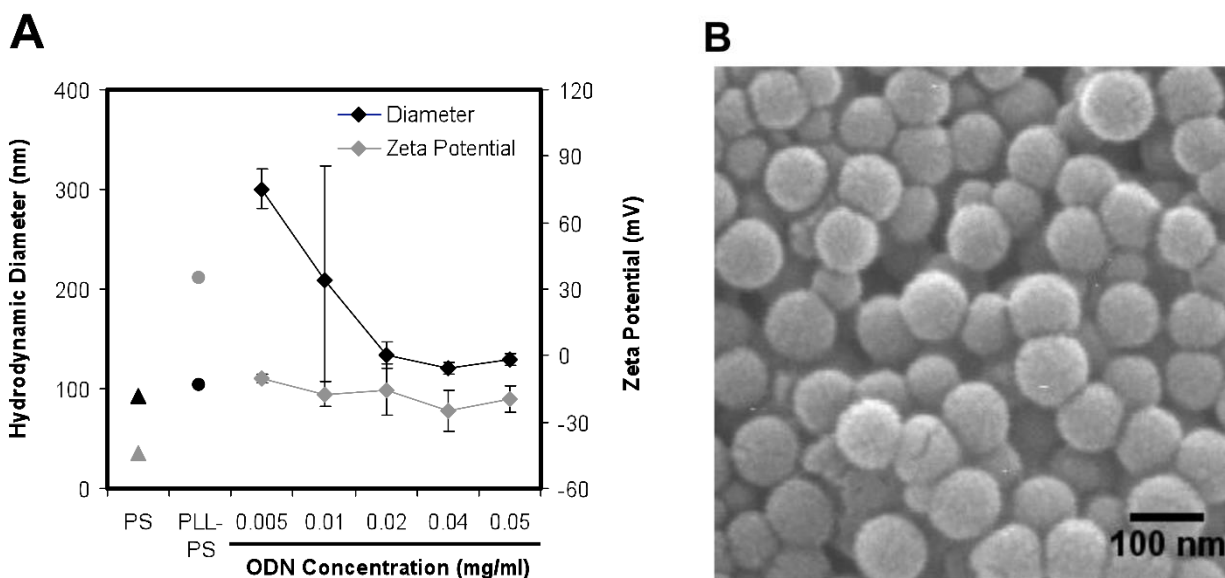 A
B
400
300
200
100
0
Hydrodynamic Diameter (nm)
Diameter
Zeta Potential
120
90
60
30
0
-30
-60
Zeta Potential (mV)
PS PLL- 0.005 0.01 0.02 0.04 0.05
PS
ODN Concentration (mg/ml)
100 nm